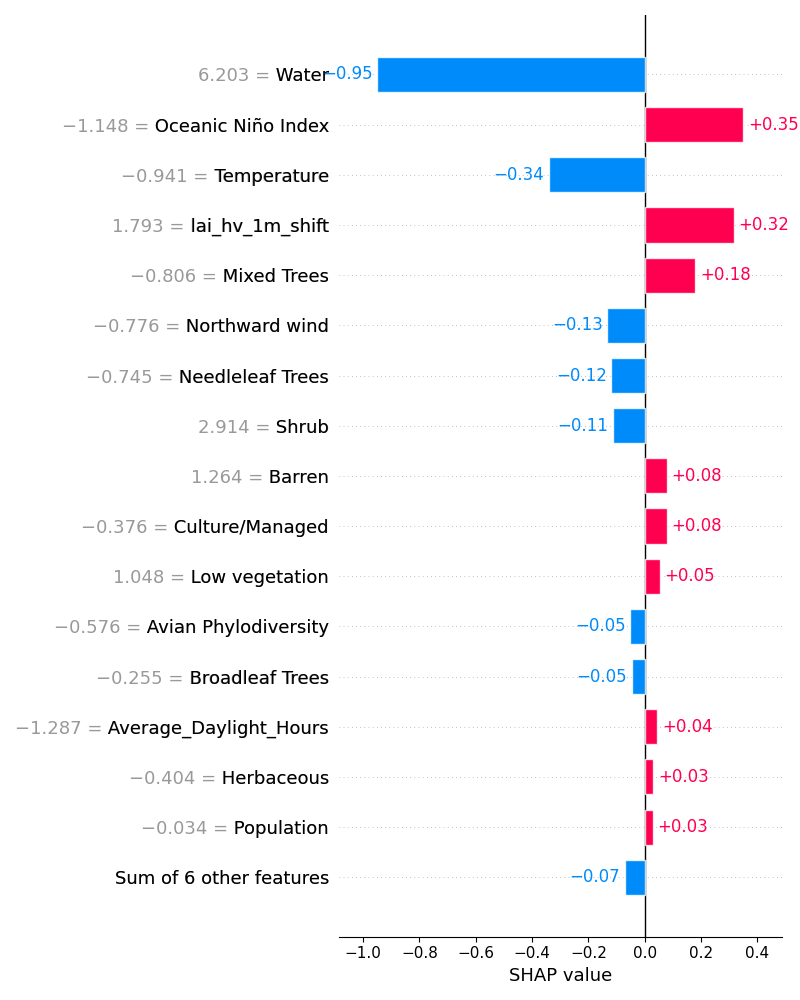 6.203 = Water −0.95
−1.148 = Oceanic Niño Index +0.35
−0.941 = Temperature −0.34
1.793 = lai_hv_1m_shift +0.32
−0.806 = Mixed Trees +0.18
−0.776 = Northward wind −0.13
−0.745 = Needleleaf Trees −0.12
2.914 = Shrub −0.11
1.264 = Barren +0.08
−0.376 = Culture/Managed +0.08
1.048 = Low vegetation +0.05
−0.576 = Avian Phylodiversity −0.05
−0.255 = Broadleaf Trees −0.05
−1.287 = Average_Daylight_Hours +0.04
−0.404 = Herbaceous +0.03
−0.034 = Population +0.03
Sum of 6 other features −0.07
−1.0 −0.8 −0.6 −0.4 −0.2 0.0 0.2 0.4
SHAP value